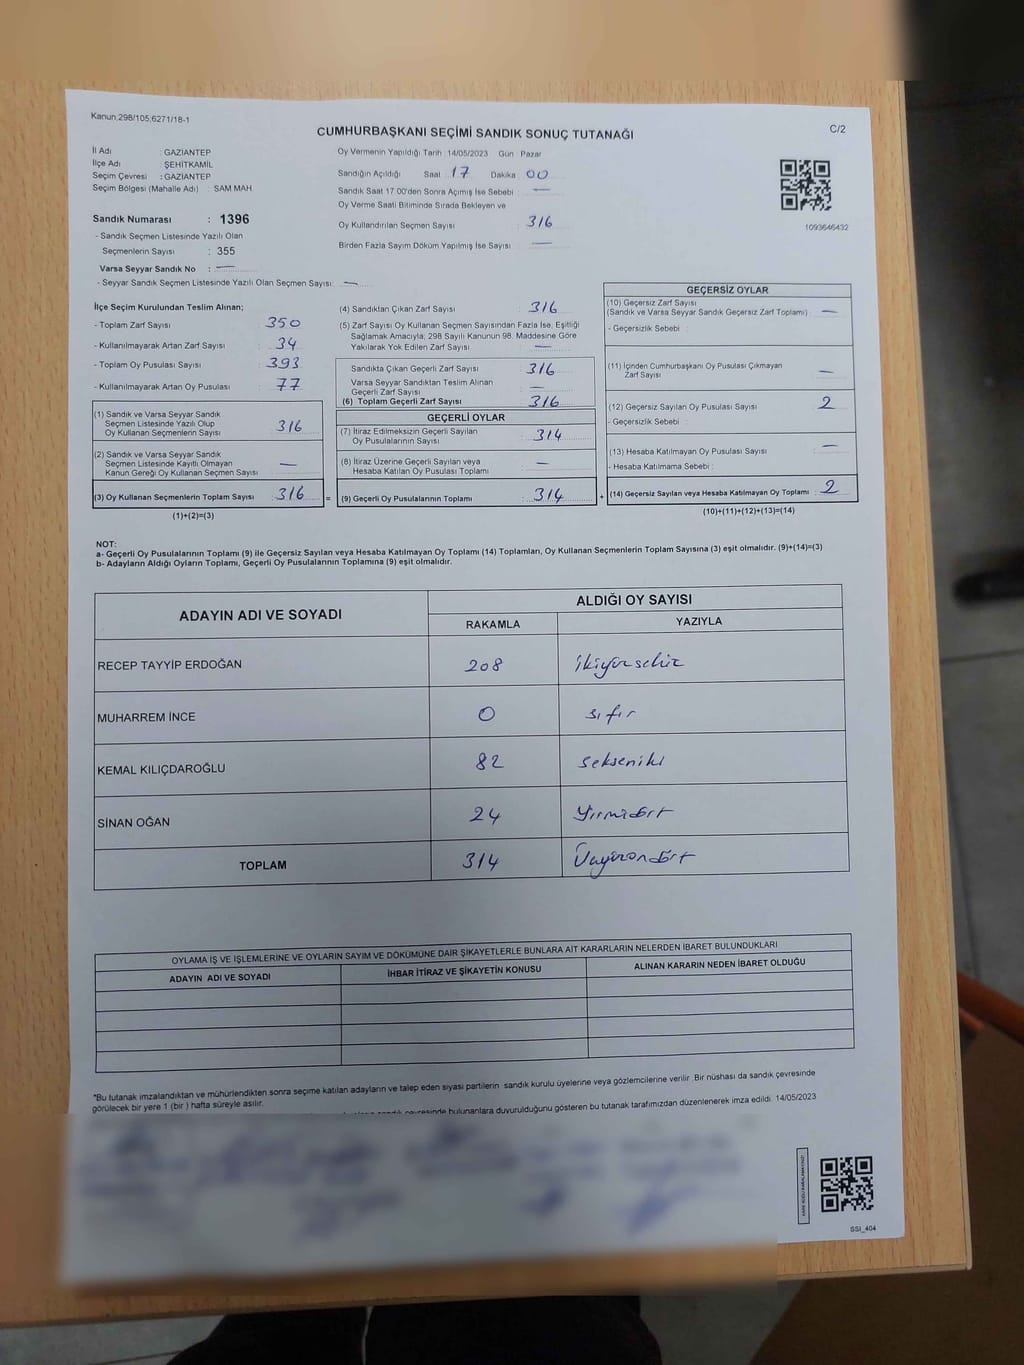 Kanun:298/105;6271/18-1
CUMHURBAŞKANI SEÇİMİ SANDIK SONUÇ TUTANAĞI
C/2
İl Adı : GAZİANTEP
İlçe Adı : ŞEHİTKAMİL
Seçim Çevresi : GAZİANTEP
Seçim Bölgesi (Mahalle Adı) : SAM MAH
Sandık Numarası : 1396
- Sandık Seçmen Listesinde Yazılı Olan
Seçmenlerin Sayısı : 355
Varsa Seyyar Sandık No : —
- Seyyar Sandık Seçmen Listesinde Yazılı Olan Seçmen Sayısı: —
Oy Vermenin Yapıldığı Tarih : 14/05/2023 Gün Pazar
Sandığın Açıldığı Saat : 17 Dakika 00
Sandık Saat 17:00'den Sonra Açımış İse Sebebi : —
Oy Verme Saati Bitiminde Sırada Bekleyen ve
Oy Kullandırılan Seçmen Sayısı : 316
Birden Fazla Sayım Döküm Yapılmış İse Sayısı : —
1093646432
İlçe Seçim Kurulundan Teslim Alınan;
- Toplam Zarf Sayısı : 350
- Kullanılmayarak Artan Zarf Sayısı : 34
- Toplam Oy Pusulası Sayısı : 393
- Kullanılmayarak Artan Oy Pusulası : 77
(1) Sandık ve Varsa Seyyar Sandık
Seçmen Listesinde Yazılı Olup
Oy Kullanan Seçmenlerin Sayısı : 316
(2) Sandık ve Varsa Seyyar Sandık
Seçmen Listesinde Kayıtlı Olmayan
Kanun Gereği Oy Kullanan Seçmen Sayısı : —
(3) Oy Kullanan Seçmenlerin Toplam Sayısı : 316
(1)+(2)=(3)
(4) Sandıktan Çıkan Zarf Sayısı : 316
(5) Zarf Sayısı Oy Kullanan Seçmen Sayısından Fazla İse, Eşitliği
Sağlamak Amacıyla; 298 Sayılı Kanunun 98. Maddesine Göre
Yakılarak Yok Edilen Zarf Sayısı : —
Sandıkta Çıkan Geçerli Zarf Sayısı : 316
Varsa Seyyar Sandıktan Teslim Alınan
Geçerli Zarf Sayısı : —
(6) Toplam Geçerli Zarf Sayısı : 316
GEÇERLİ OYLAR
(7) İtiraz Edilmeksizin Geçerli Sayılan
Oy Pusulalarının Sayısı : 314
(8) İtiraz Üzerine Geçerli Sayılan veya
Hesaba Katılan Oy Pusulası Toplamı : —
= (9) Geçerli Oy Pusulalarının Toplamı : 314
GEÇERSİZ OYLAR
(10) Geçersiz Zarf Sayısı
(Sandık ve Varsa Seyyar Sandık Geçersiz Zarf Toplamı) : —
- Geçersizlik Sebebi :
(11) İçinden Cumhurbaşkanı Oy Pusulası Çıkmayan
Zarf Sayısı : —
(12) Geçersiz Sayılan Oy Pusulası Sayısı : 2
- Geçersizlik Sebebi :
(13) Hesaba Katılmayan Oy Pusulası Sayısı : —
- Hesaba Katılmama Sebebi :
+ (14) Geçersiz Sayılan veya Hesaba Katılmayan Oy Toplamı : 2
(10)+(11)+(12)+(13)=(14)
NOT:
a- Geçerli Oy Pusulalarının Toplamı (9) ile Geçersiz Sayılan veya Hesaba Katılmayan Oy Toplamı (14) Toplamları, Oy Kullanan Seçmenlerin Toplam Sayısına (3) eşit olmalıdır. (9)+(14)=(3)
b- Adayların Aldığı Oyların Toplamı, Geçerli Oy Pusulalarının Toplamına (9) eşit olmalıdır.
ADAYIN ADI VE SOYADI
ALDIĞI OY SAYISI
RAKAMLA YAZIYLA
RECEP TAYYİP ERDOĞAN 208 ikiyüzsekiz
MUHARREM İNCE 0 sıfır
KEMAL KILIÇDAROĞLU 82 sekseniki
SİNAN OĞAN 24 Yirmidört
TOPLAM 314 Üçyüzondört
OYLAMA İŞ VE İŞLEMLERİNE VE OYLARIN SAYIM VE DÖKÜMÜNE DAİR ŞİKAYETLERLE BUNLARA AİT KARARLARIN NELERDEN İBARET BULUNDUKLARI
ADAYIN ADI VE SOYADI İHBAR İTİRAZ VE ŞİKAYETİN KONUSU ALINAN KARARIN NEDEN İBARET OLDUĞU
*Bu tutanak imzalandıktan ve mühürlendikten sonra seçime katılan adayların ve talep eden siyasi partilerin sandık kurulu üyelerine veya gözlemcilerine verilir .Bir nüshası da sandık çevresinde
görülecek bir yere 1 (bir ) hafta süreyle asılır.
sandık çevresinde bulunanlara duyurulduğunu gösteren bu tutanak tarafımızdan düzenlenerek imza edildi. 14/05/2023
SSI_404